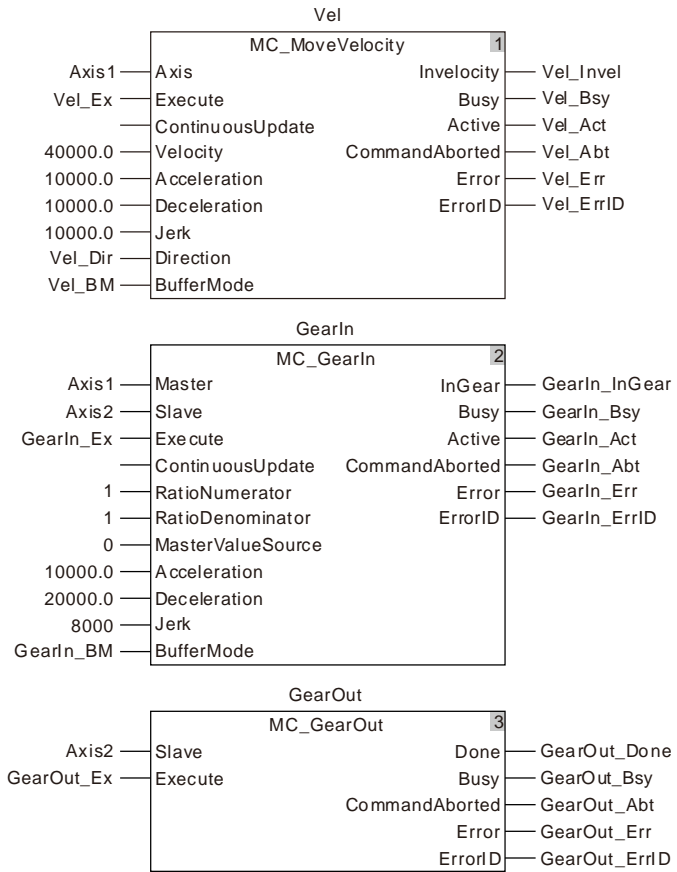 Vel
MC_MoveVelocity 1
Axis1 Axis Invelocity Vel_Invel
Vel_Ex Execute Busy Vel_Bsy
ContinuousUpdate Active Vel_Act
40000.0 Velocity CommandAborted Vel_Abt
10000.0 Acceleration Error Vel_Err
10000.0 Deceleration ErrorID Vel_ErrID
10000.0 Jerk
Vel_Dir Direction
Vel_BM BufferMode
GearIn
MC_GearIn 2
Axis1 Master InGear GearIn_InGear
Axis2 Slave Busy GearIn_Bsy
GearIn_Ex Execute Active GearIn_Act
ContinuousUpdate CommandAborted GearIn_Abt
1 RatioNumerator Error GearIn_Err
1 RatioDenominator ErrorID GearIn_ErrID
0 MasterValueSource
10000.0 Acceleration
20000.0 Deceleration
8000 Jerk
GearIn_BM BufferMode
GearOut
MC_GearOut 3
Axis2 Slave Done GearOut_Done
GearOut_Ex Execute Busy GearOut_Bsy
CommandAborted GearOut_Abt
Error GearOut_Err
ErrorID GearOut_ErrID